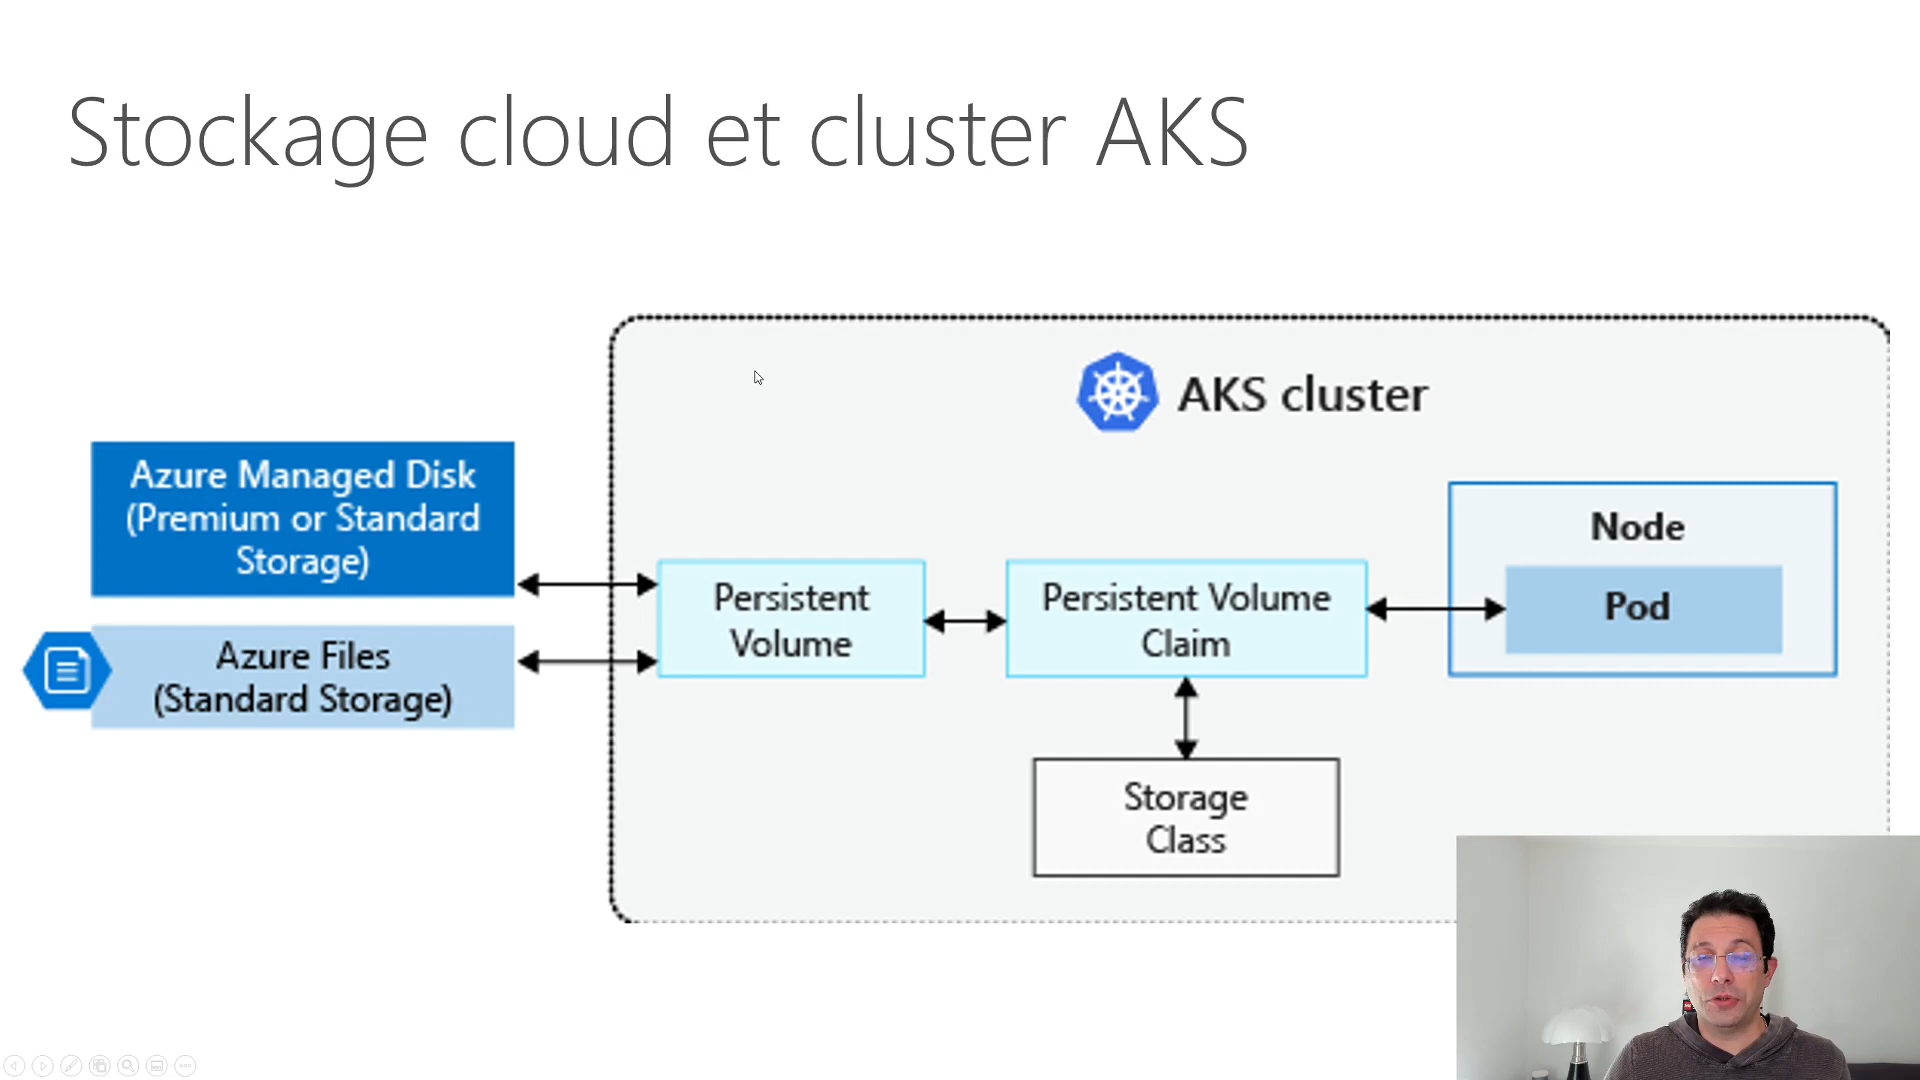 Stockage cloud et cluster AKS
AKS cluster
Azure Managed Disk
(Premium or Standard
Storage)
Azure Files
(Standard Storage)
Persistent
Volume
Persistent Volume
Claim
Node
Pod
Storage
Class